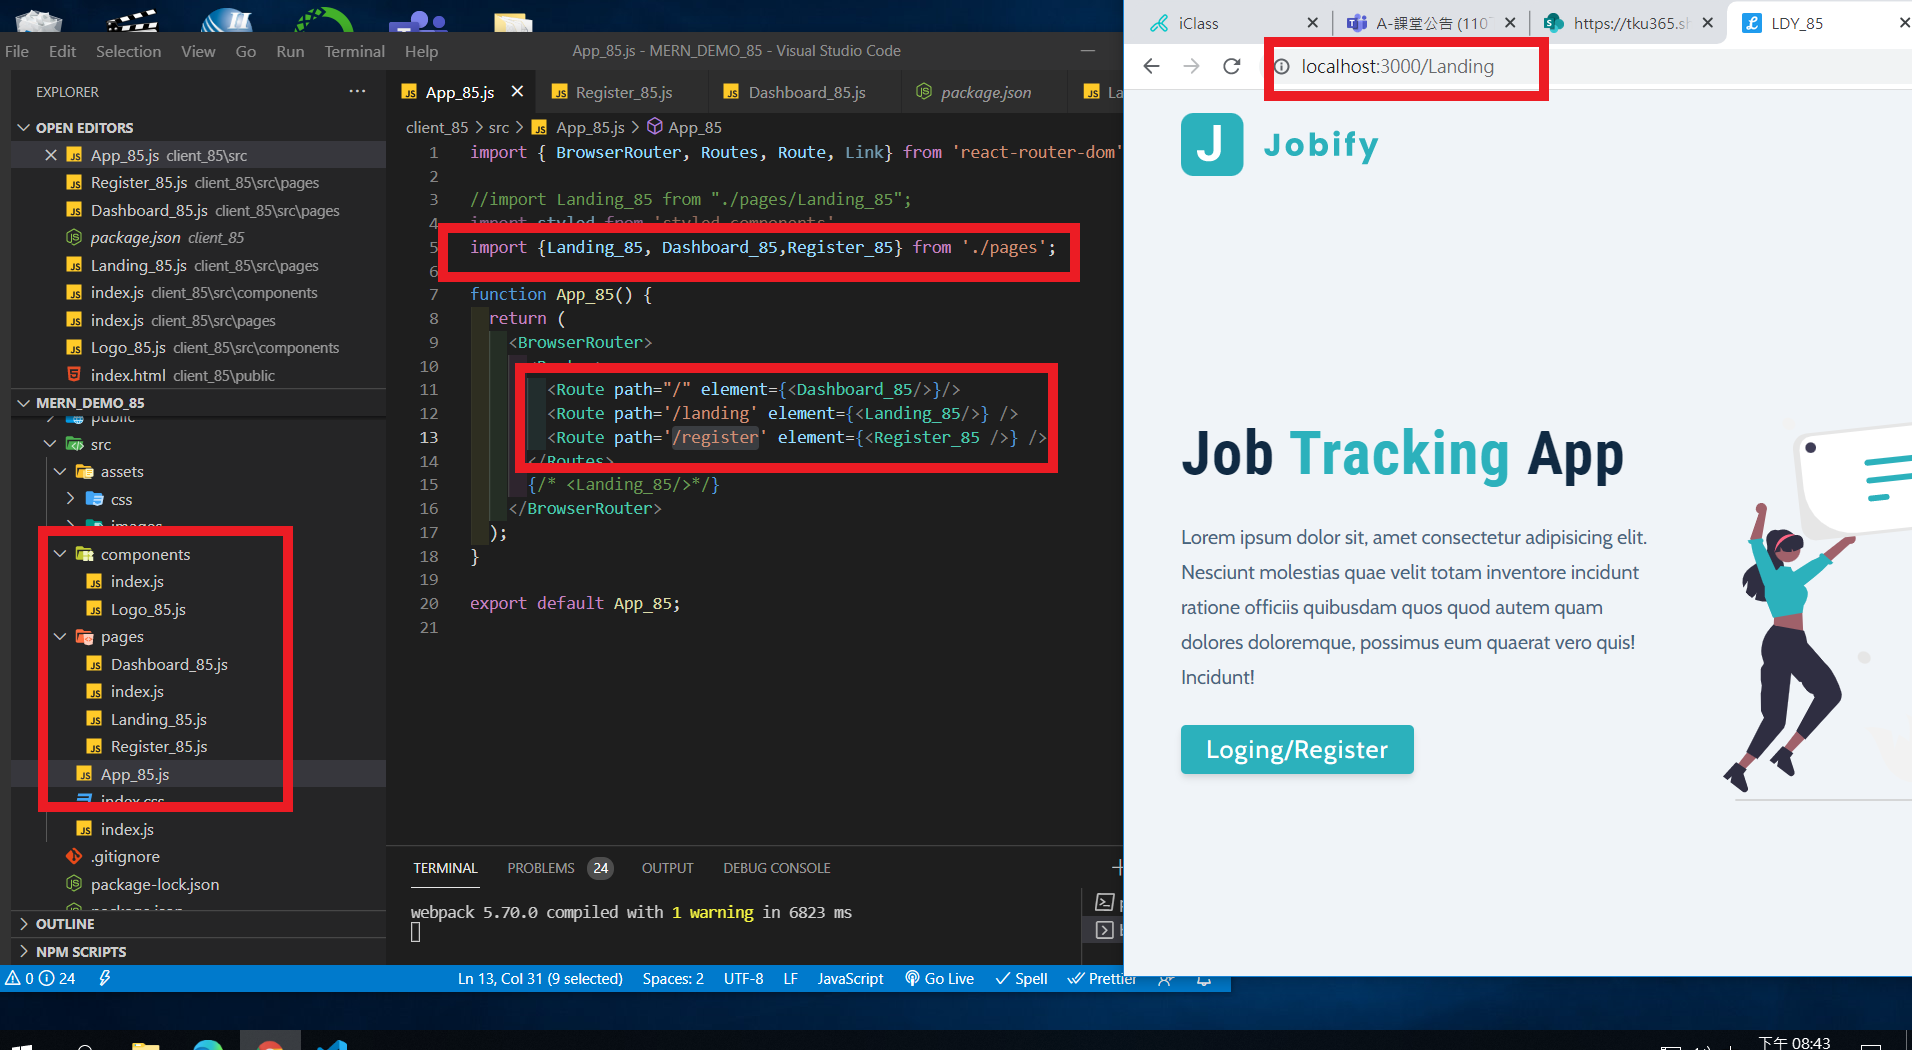 File Edit Selection View Go Run Terminal Help
App_85.js - MERN_DEMO_85 - Visual Studio Code
EXPLORER
OPEN EDITORS
App_85.js client_85\src
Register_85.js client_85\src\pages
Dashboard_85.js client_85\src\pages
package.json client_85
Landing_85.js client_85\src\pages
index.js client_85\src\components
index.js client_85\src\pages
Logo_85.js client_85\src\components
index.html client_85\public
MERN_DEMO_85
public
src
assets
css
images
components
index.js
Logo_85.js
pages
Dashboard_85.js
index.js
Landing_85.js
Register_85.js
App_85.js
index.css
index.js
.gitignore
package-lock.json
package.json
OUTLINE
NPM SCRIPTS
App_85.js Register_85.js Dashboard_85.js package.json La
client_85 > src > App_85.js > App_85
1 import { BrowserRouter, Routes, Route, Link} from 'react-router-dom'
2
3 //import Landing_85 from "./pages/Landing_85";
4 import styled from 'styled-components'
5 import {Landing_85, Dashboard_85,Register_85} from './pages';
6
7 function App_85() {
8 return (
9 <BrowserRouter>
10 <Routes>
11 <Route path="/" element={<Dashboard_85/>}/>
12 <Route path='/landing' element={<Landing_85/>} />
13 <Route path='/register' element={<Register_85 />} />
14 </Routes>
15 {/* <Landing_85/>*/}
16 </BrowserRouter>
17 );
18 }
19
20 export default App_85;
21
TERMINAL PROBLEMS 24 OUTPUT DEBUG CONSOLE
webpack 5.70.0 compiled with 1 warning in 6823 ms
0 24 Ln 13, Col 31 (9 selected) Spaces: 2 UTF-8 LF JavaScript Go Live Spell Prettier
iClass A-課堂公告 (110 https://tku365.sh LDY_85
localhost:3000/Landing
J Jobify
Job Tracking App
Lorem ipsum dolor sit, amet consectetur adipisicing elit.
Nesciunt molestias quae velit totam inventore incidunt
ratione officiis quibusdam quos quod autem quam
dolores doloremque, possimus eum quaerat vero quis!
Incidunt!
Loging/Register
下午 08:43